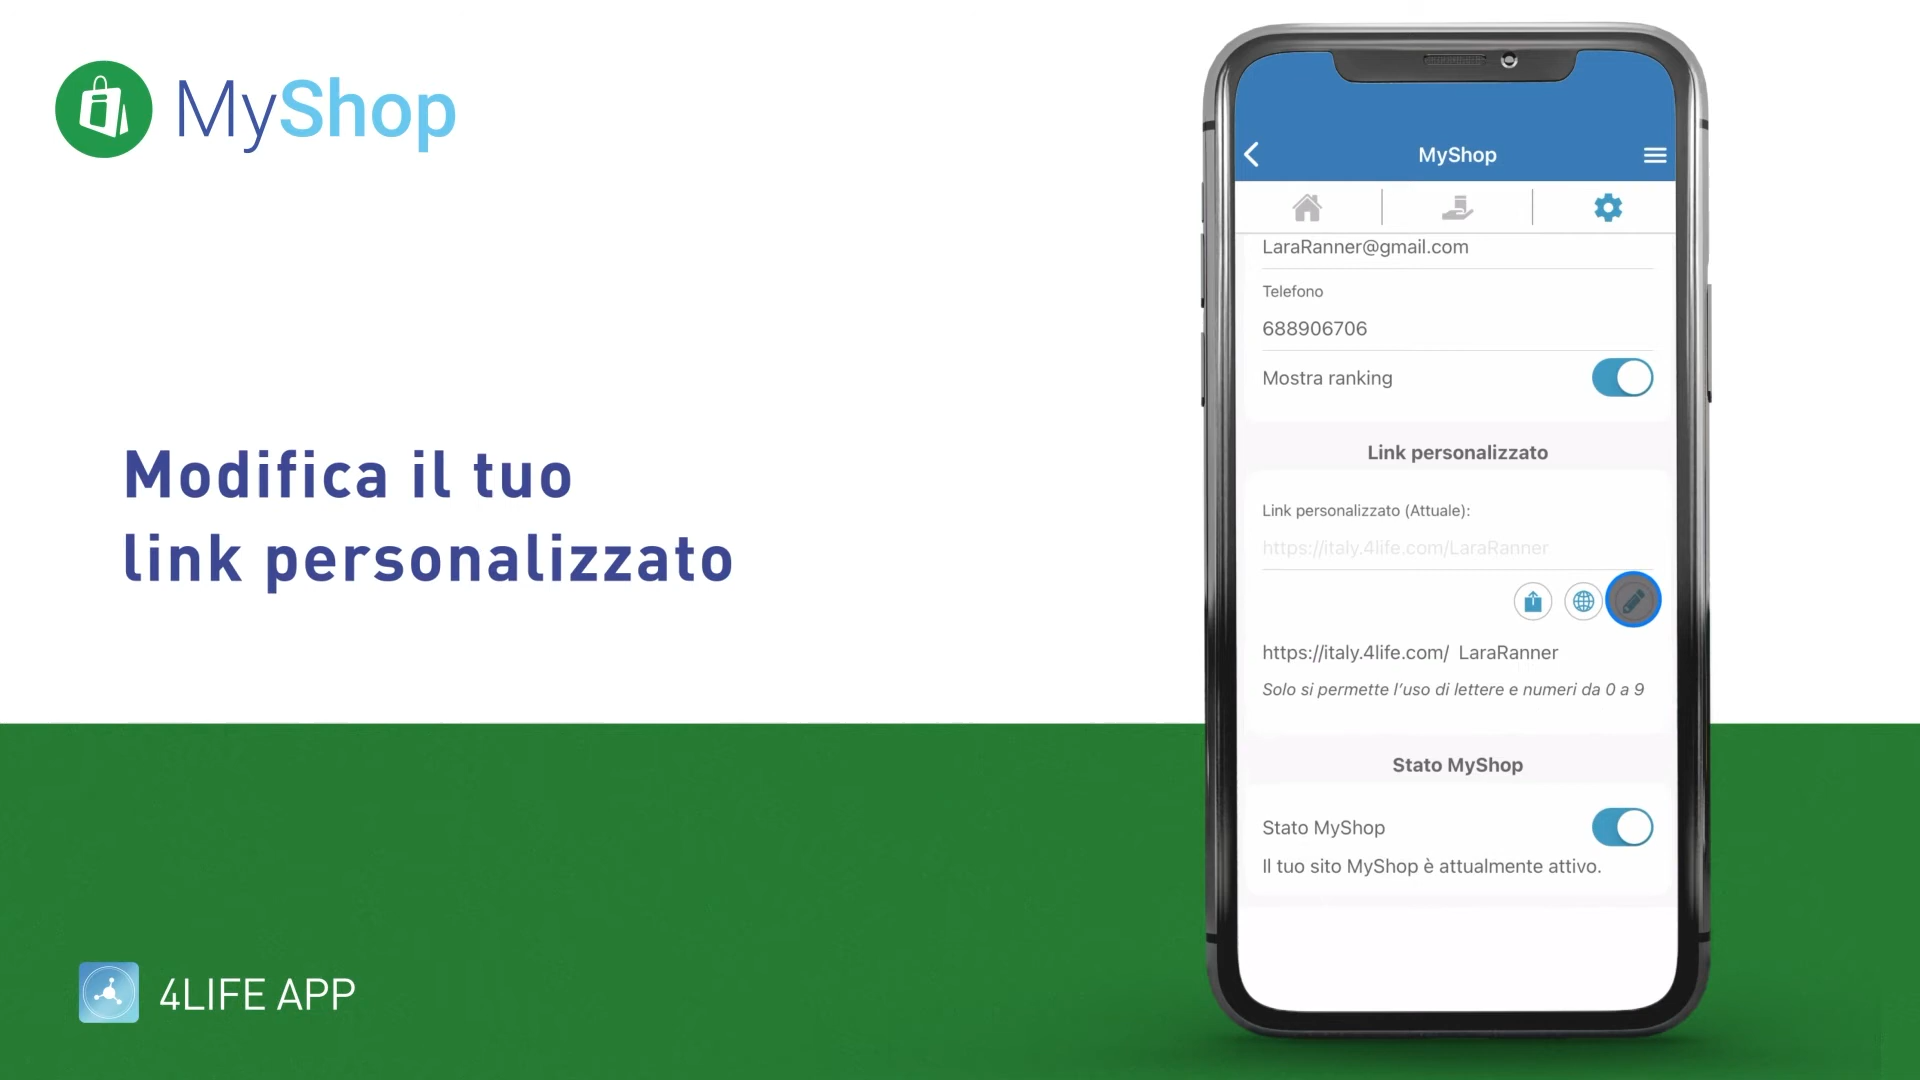 MyShop
Modifica il tuo
link personalizzato
4LIFE APP
MyShop
LaraRanner@gmail.com
Telefono
688906706
Mostra ranking
Link personalizzato
Link personalizzato (Attuale):
https://italy.4life.com/LaraRanner
https://italy.4life.com/ LaraRanner
Solo si permette l'uso di lettere e numeri da 0 a 9
Stato MyShop
Stato MyShop
Il tuo sito MyShop è attualmente attivo.